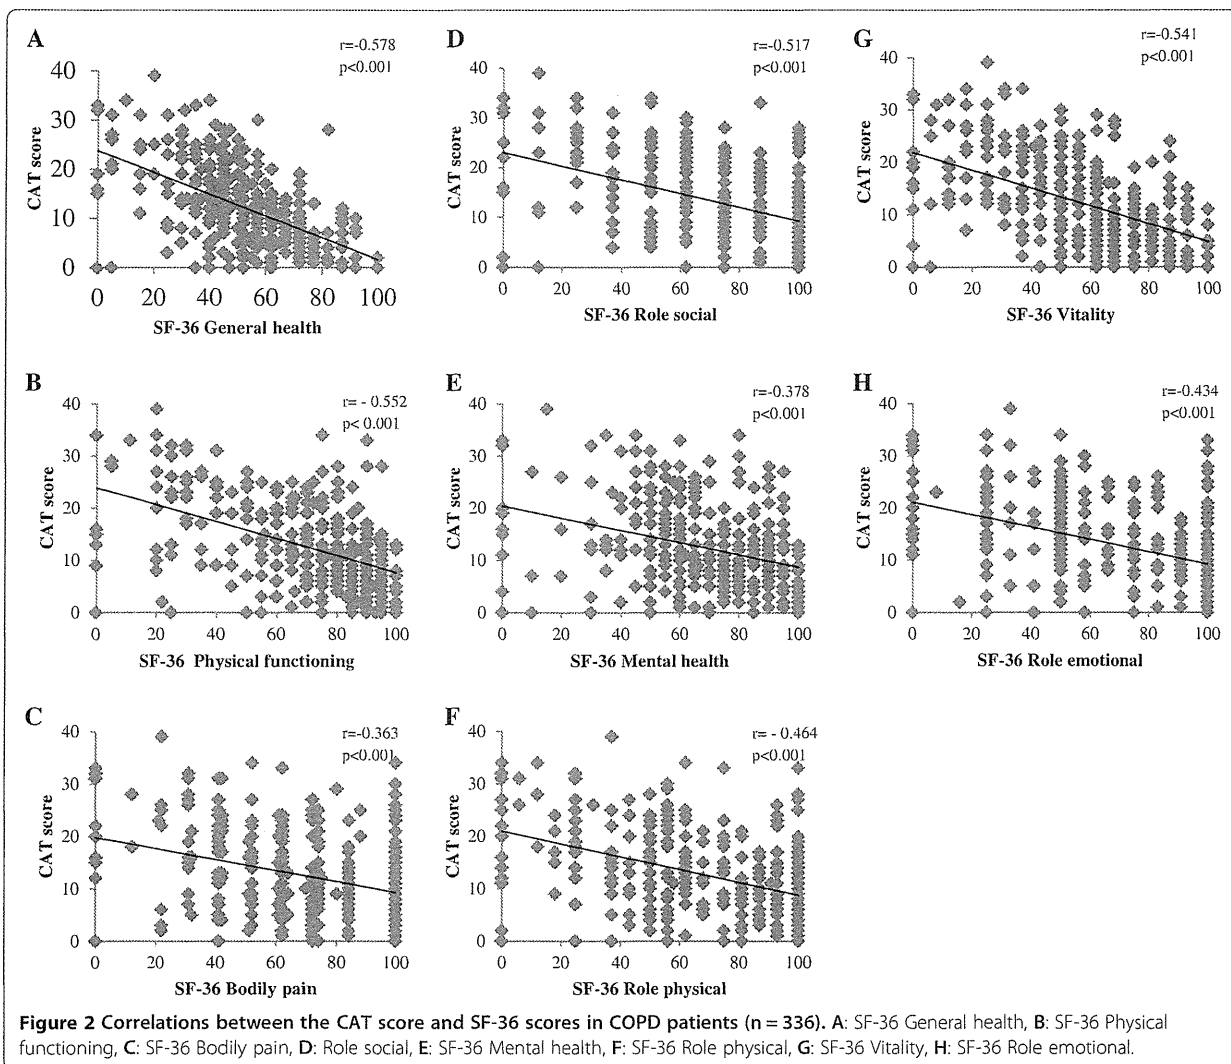 A
r=-0.578
p<0.001
40
30
20
10
0
CAT score
0 20 40 60 80 100
SF-36 General health
D
r=-0.517
p<0.001
40
30
20
10
0
CAT score
0 20 40 60 80 100
SF-36 Role social
G
r=-0.541
p<0.001
40
30
20
10
0
CAT score
0 20 40 60 80 100
SF-36 Vitality
B
r= - 0.552
p< 0.001
40
30
20
10
0
CAT score
0 20 40 60 80 100
SF-36 Physical functioning
E
r=-0.378
p<0.001
40
30
20
10
0
CAT score
0 20 40 60 80 100
SF-36 Mental health
H
r=-0.434
p<0.001
40
30
20
10
0
CAT score
0 20 40 60 80 100
SF-36 Role emotional
C
r=-0.363
p<0.001
40
30
20
10
0
CAT score
0 20 40 60 80 100
SF-36 Bodily pain
F
r= - 0.464
p<0.001
40
30
20
10
0
CAT score
0 20 40 60 80 100
SF-36 Role physical
Figure 2 Correlations between the CAT score and SF-36 scores in COPD patients (n = 336). A: SF-36 General health, B: SF-36 Physical
functioning, C: SF-36 Bodily pain, D: Role social, E: SF-36 Mental health, F: SF-36 Role physical, G: SF-36 Vitality, H: SF-36 Role emotional.